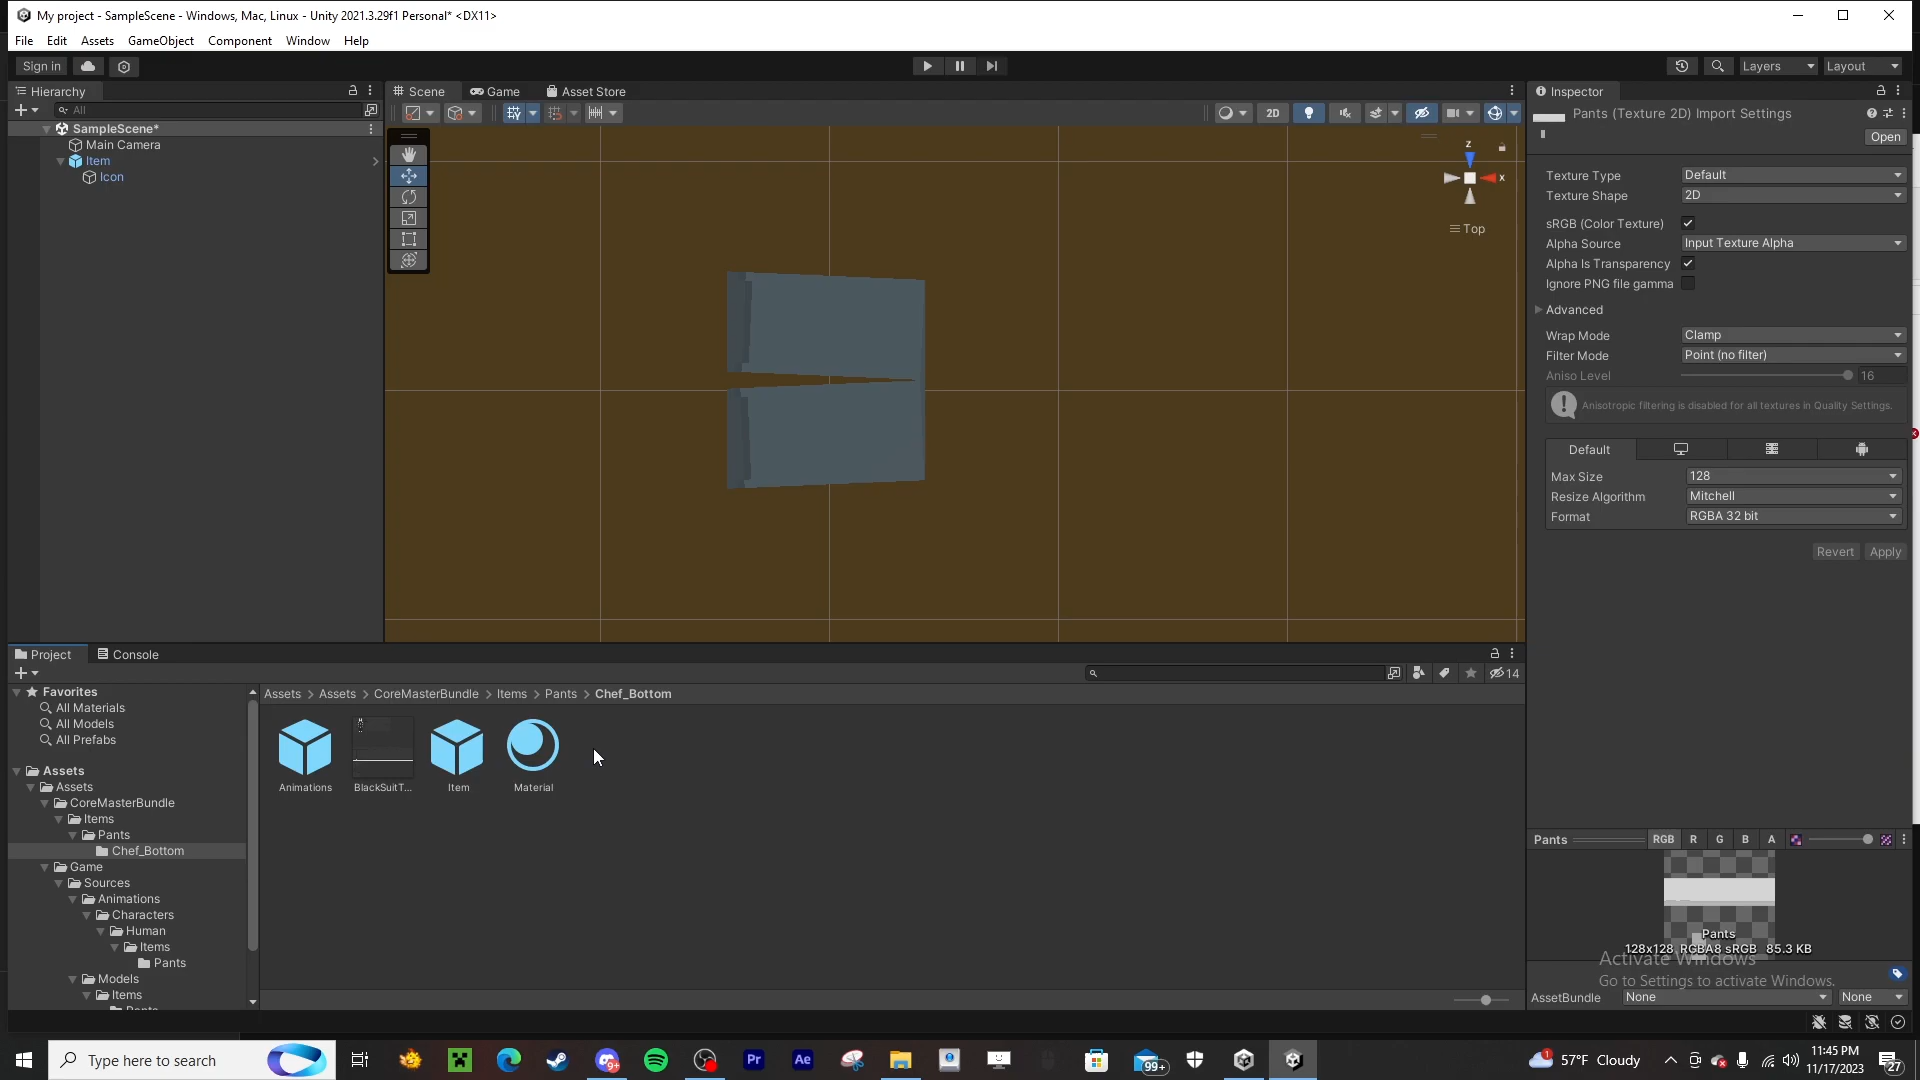 My project - SampleScene - Windows, Mac, Linux - Unity 2021.3.29f1 Personal* <DX11>
File Edit Assets GameObject Component Window Help
Sign in
Layers
Layout
Hierarchy
Scene
Game
Asset Store
Inspector
All
2D
Pants (Texture 2D) Import Settings
Open
SampleScene*
Main Camera
Item
Icon
z
x
Top
Texture Type Default
Texture Shape 2D
sRGB (Color Texture)
Alpha Source Input Texture Alpha
Alpha Is Transparency
Ignore PNG file gamma
Advanced
Wrap Mode Clamp
Filter Mode Point (no filter)
Aniso Level 16
Anisotropic filtering is disabled for all textures in Quality Settings.
Default
Max Size 128
Resize Algorithm Mitchell
Format RGBA 32 bit
Revert Apply
Project
Console
14
Favorites
All Materials
All Models
All Prefabs
Assets
Assets
CoreMasterBundle
Items
Pants
Chef_Bottom
Game
Sources
Animations
Characters
Human
Items
Pants
Models
Items
Assets > Assets > CoreMasterBundle > Items > Pants > Chef_Bottom
Animations
BlackSuitT...
Item
Material
Pants
RGB R G B A
Pants
128x128 RGBA8 sRGB 85.3 KB
Activate Windows
Go to Settings to activate Windows.
AssetBundle None None
Type here to search
9+
Pr
Ae
99+
1
57°F Cloudy
11:45 PM
11/17/2023
27